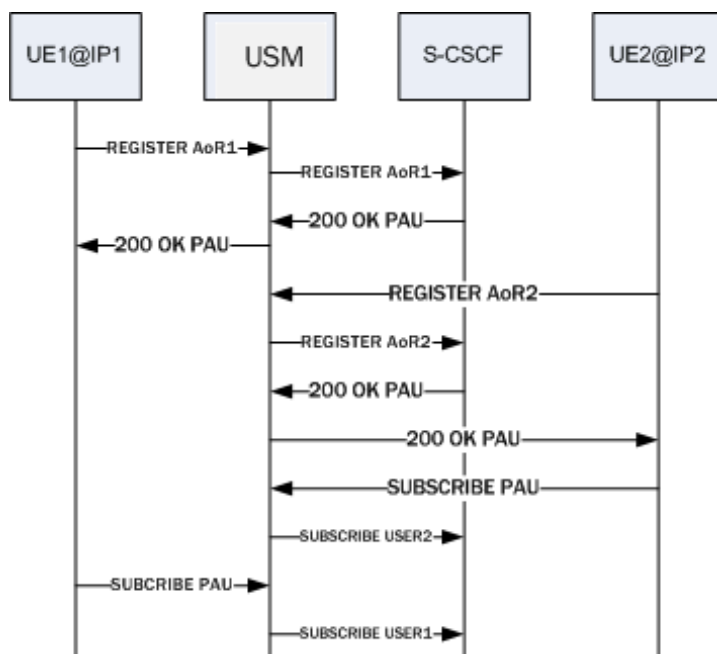 UE1@IP1
USM
S-CSCF
UE2@IP2
REGISTER AoR1
REGISTER AoR1
200 OK PAU
200 OK PAU
REGISTER AoR2
REGISTER AoR2
200 OK PAU
200 OK PAU
SUBSCRIBE PAU
SUBSCRIBE USER2
SUBCRIBE PAU
SUBSCRIBE USER1